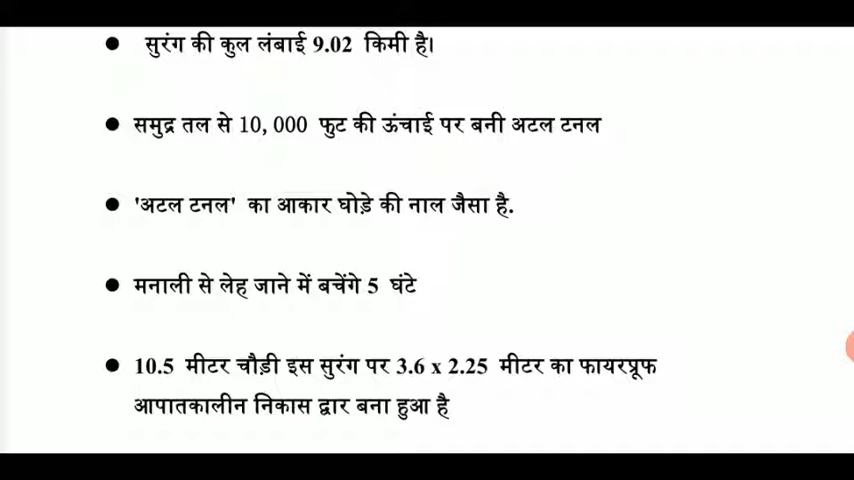 ● सुरंग की कुल लंबाई 9.02 किमी है।
● समुद्र तल से 10,000 फुट की ऊंचाई पर बनी अटल टनल
● 'अटल टनल' का आकार घोड़े की नाल जैसा है.
● मनाली से लेह जाने में बचेंगे 5 घंटे
● 10.5 मीटर चौड़ी इस सुरंग पर 3.6 x 2.25 मीटर का फायरप्रूफ
आपातकालीन निकास द्वार बना हुआ है